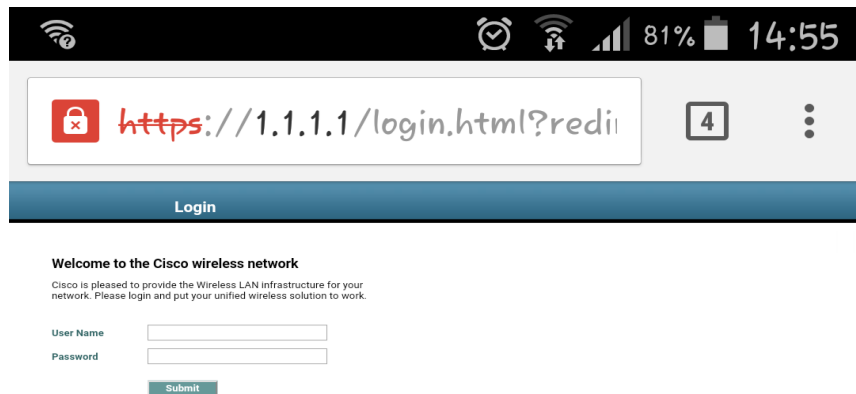 81% 14:55
https://1.1.1.1/login.html?redi
4
Login
Welcome to the Cisco wireless network
Cisco is pleased to provide the Wireless LAN infrastructure for your
network. Please login and put your unified wireless solution to work.
User Name
Password
Submit